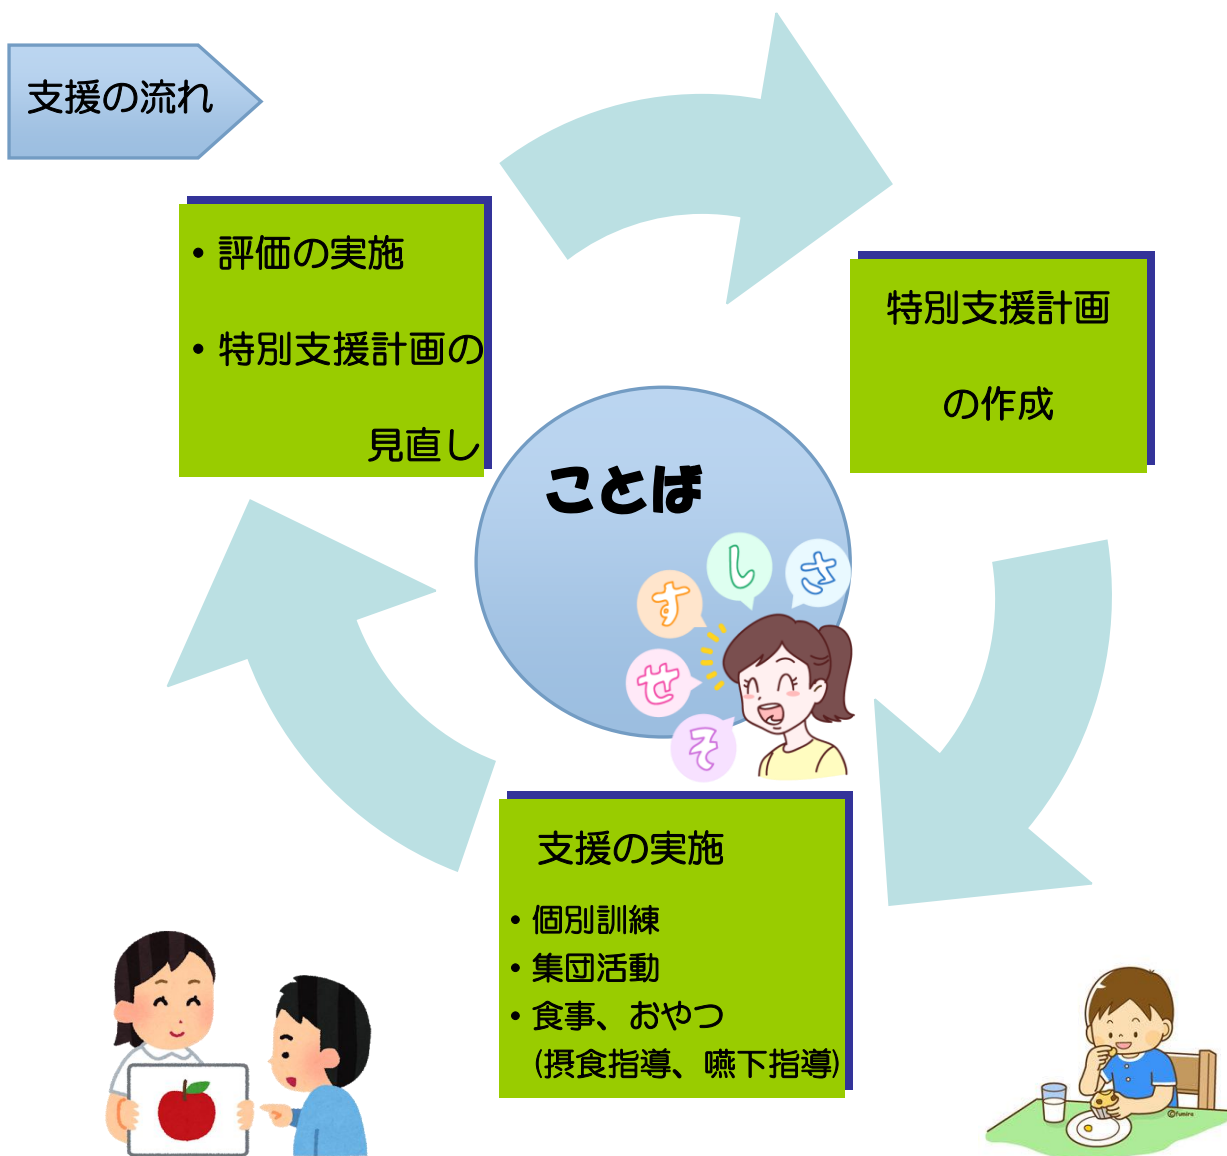 支援の流れ
・評価の実施
・特別支援計画の
見直し
特別支援計画
の作成
ことば
さ
し
す
せ
そ
支援の実施
・個別訓練
・集団活動
・食事、おやつ
(摂食指導、嚥下指導)
©fumira